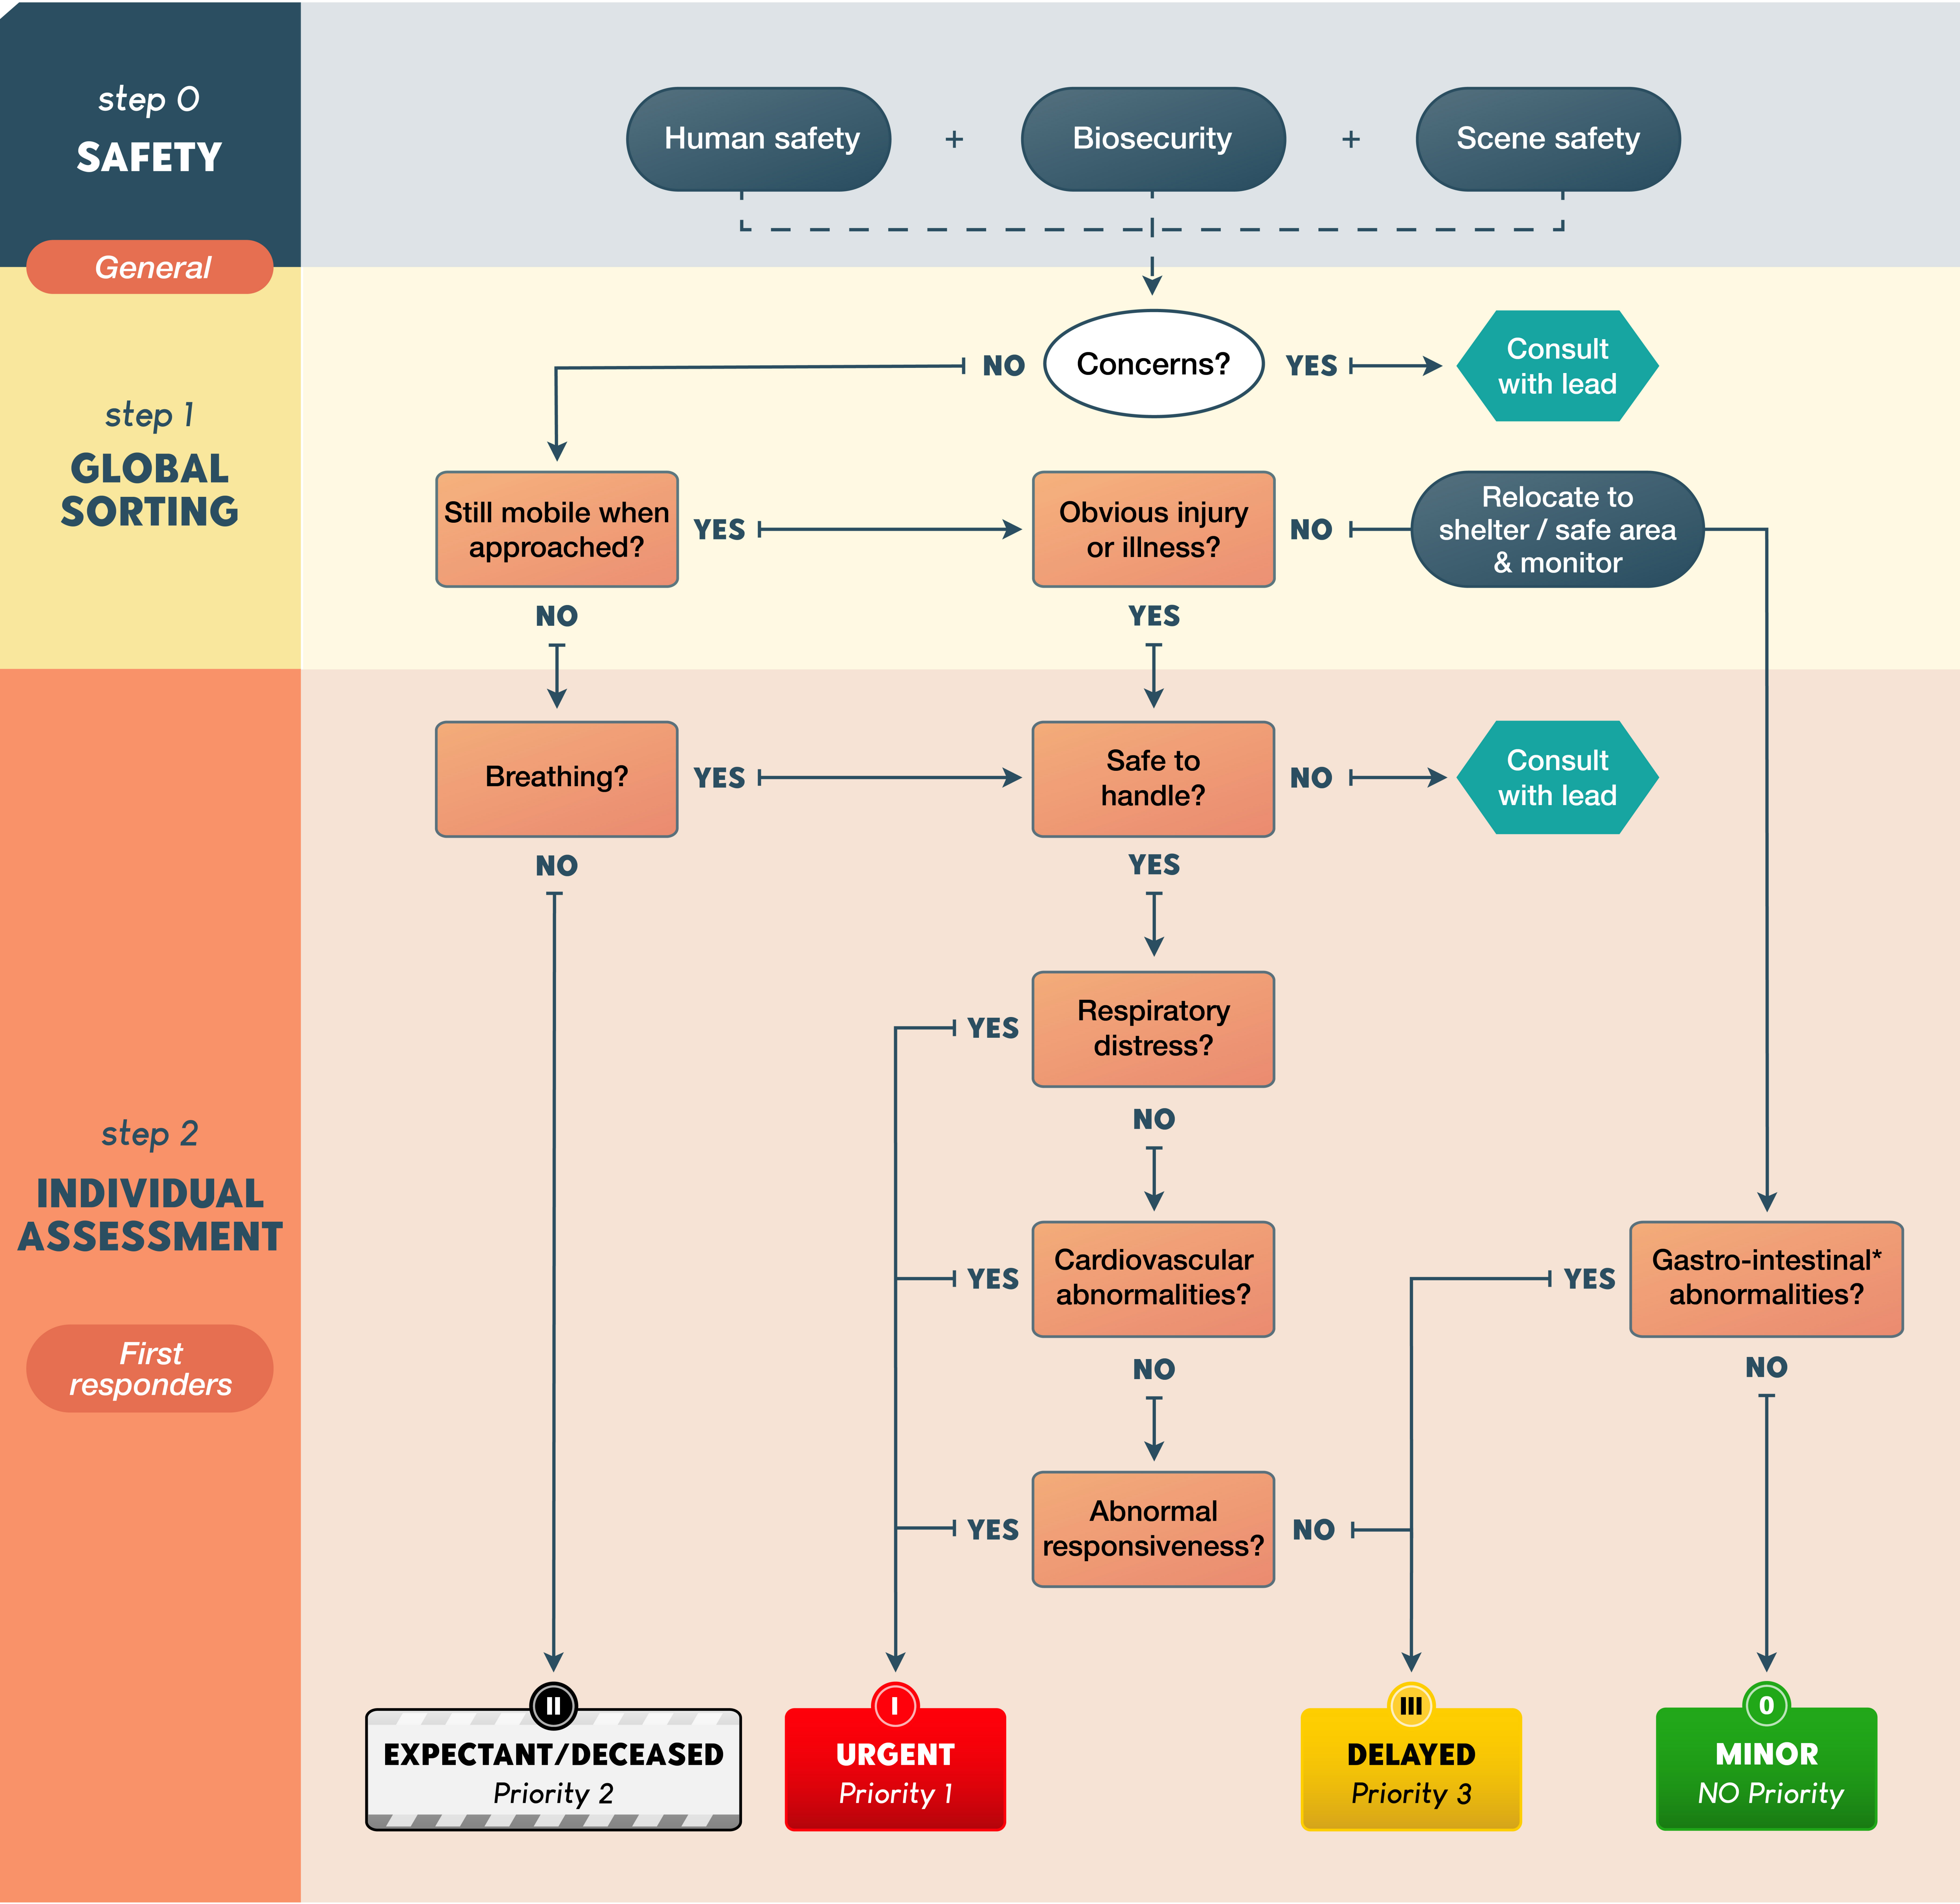 step 0
SAFETY
General
Human safety
+
Biosecurity
+
Scene safety
step 1
GLOBAL
SORTING
NO
Concerns?
YES
Consult
with lead
Still mobile when
approached?
YES
Obvious injury
or illness?
NO
Relocate to
shelter / safe area
& monitor
NO
YES
step 2
INDIVIDUAL
ASSESSMENT
First
responders
Breathing?
YES
Safe to
handle?
NO
Consult
with lead
NO
YES
YES
Respiratory
distress?
NO
YES
Cardiovascular
abnormalities?
YES
Gastro-intestinal*
abnormalities?
NO
NO
YES
Abnormal
responsiveness?
NO
II
EXPECTANT/DECEASED
Priority 2
I
URGENT
Priority 1
III
DELAYED
Priority 3
0
MINOR
NO Priority